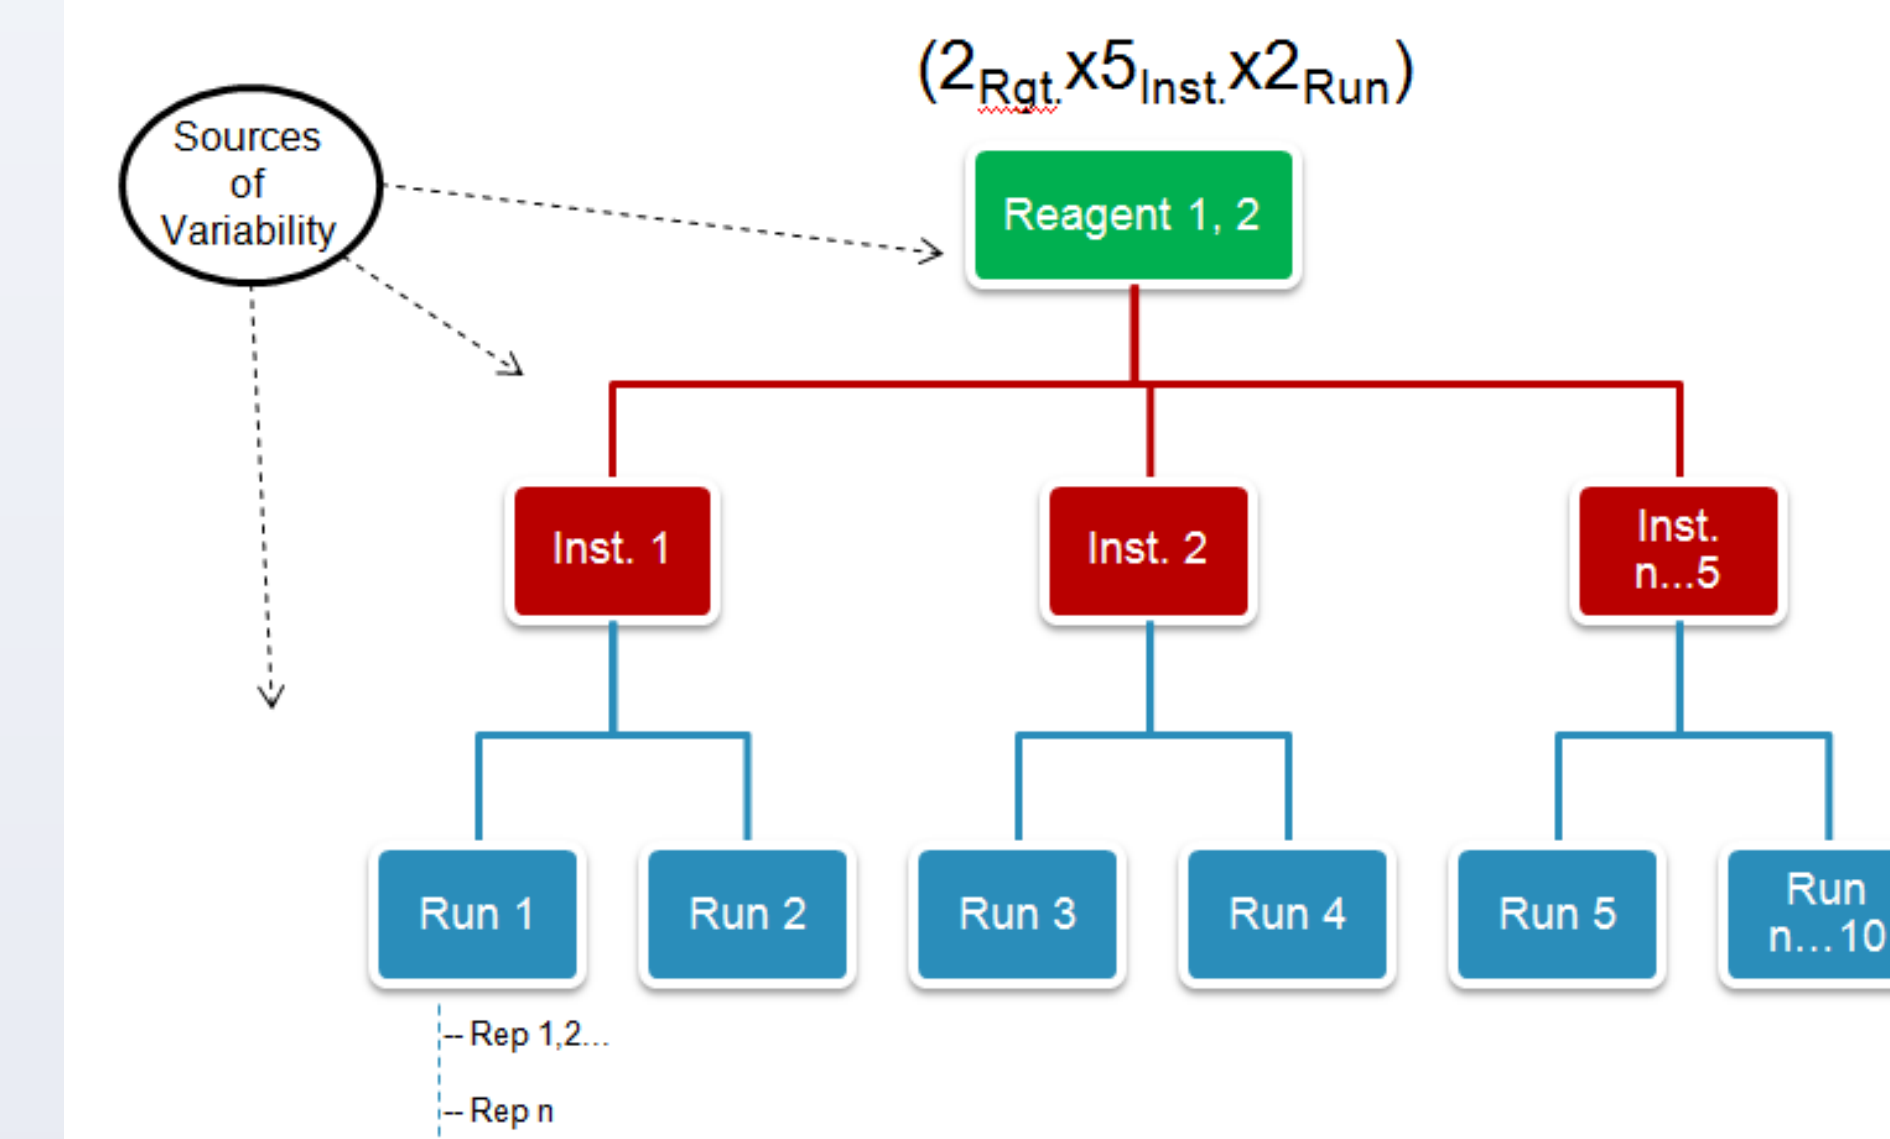 (2Rgt.x5Inst.x2Run)
Sources
of
Variability
Reagent 1, 2
Inst. 1
Inst. 2
Inst.
n...5
Run 1
Run 2
Run 3
Run 4
Run 5
Run
n...10
-- Rep 1,2...
-- Rep n